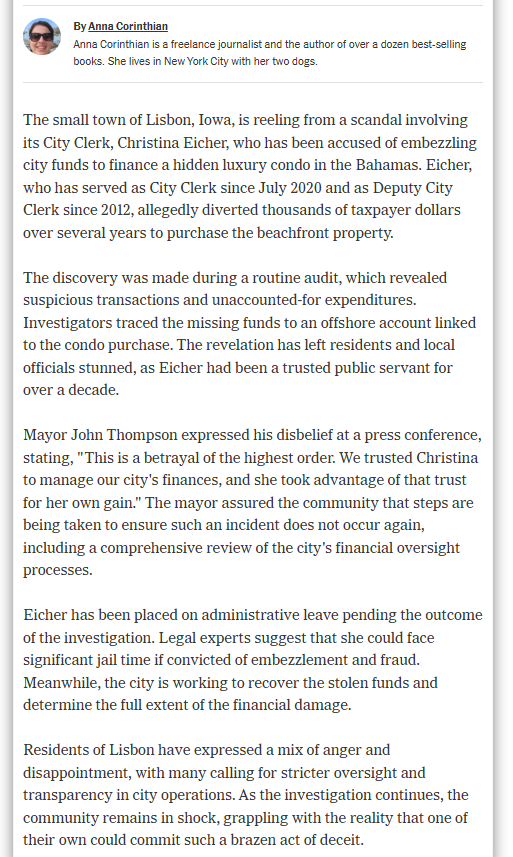 By Anna Corinthian
Anna Corinthian is a freelance journalist and the author of over a dozen best-selling
books. She lives in New York City with her two dogs.
The small town of Lisbon, Iowa, is reeling from a scandal involving
its City Clerk, Christina Eicher, who has been accused of embezzling
city funds to finance a hidden luxury condo in the Bahamas. Eicher,
who has served as City Clerk since July 2020 and as Deputy City
Clerk since 2012, allegedly diverted thousands of taxpayer dollars
over several years to purchase the beachfront property.
The discovery was made during a routine audit, which revealed
suspicious transactions and unaccounted-for expenditures.
Investigators traced the missing funds to an offshore account linked
to the condo purchase. The revelation has left residents and local
officials stunned, as Eicher had been a trusted public servant for
over a decade.
Mayor John Thompson expressed his disbelief at a press conference,
stating, "This is a betrayal of the highest order. We trusted Christina
to manage our city's finances, and she took advantage of that trust
for her own gain." The mayor assured the community that steps are
being taken to ensure such an incident does not occur again,
including a comprehensive review of the city's financial oversight
processes.
Eicher has been placed on administrative leave pending the outcome
of the investigation. Legal experts suggest that she could face
significant jail time if convicted of embezzlement and fraud.
Meanwhile, the city is working to recover the stolen funds and
determine the full extent of the financial damage.
Residents of Lisbon have expressed a mix of anger and
disappointment, with many calling for stricter oversight and
transparency in city operations. As the investigation continues, the
community remains in shock, grappling with the reality that one of
their own could commit such a brazen act of deceit.